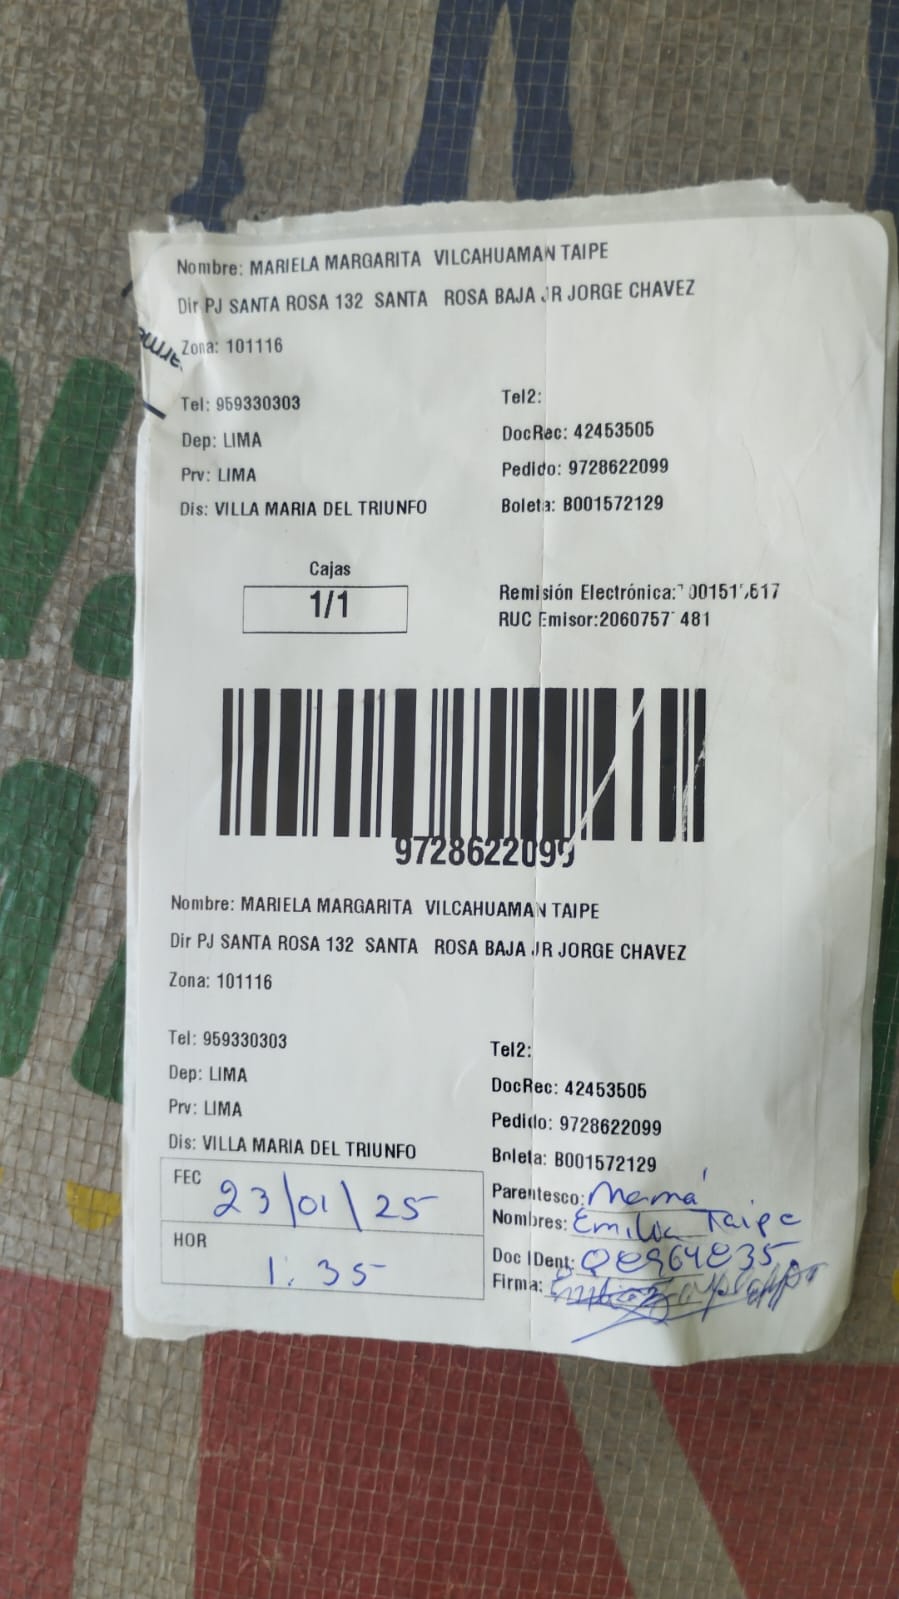 Nombre: MARIELA MARGARITA VILCAHUAMAN TAIPE
Dir PJ SANTA ROSA 132 SANTA ROSA BAJA JR JORGE CHAVEZ
Zona: 101116
Tel: 959330303
Tel2:
Dep: LIMA
DocRec: 42453505
Prv: LIMA
Pedido: 9728622099
Dis: VILLA MARIA DEL TRIUNFO
Boleta: B001572129
Cajas
1/1
Remisión Electrónica:
RUC Emisor:
9728622099
Nombre: MARIELA MARGARITA VILCAHUAMAN TAIPE
Dir PJ SANTA ROSA 132 SANTA ROSA BAJA JR JORGE CHAVEZ
Zona: 101116
Tel: 959330303
Tel2:
Dep: LIMA
DocRec: 42453505
Prv: LIMA
Pedido: 9728622099
Dis: VILLA MARIA DEL TRIUNFO
Boleta: B001572129
FEC 23/01/25
Parentesco: Mamá
Nombres: Emilia Taipe
HOR 1:35
Doc IDent:
Firma: